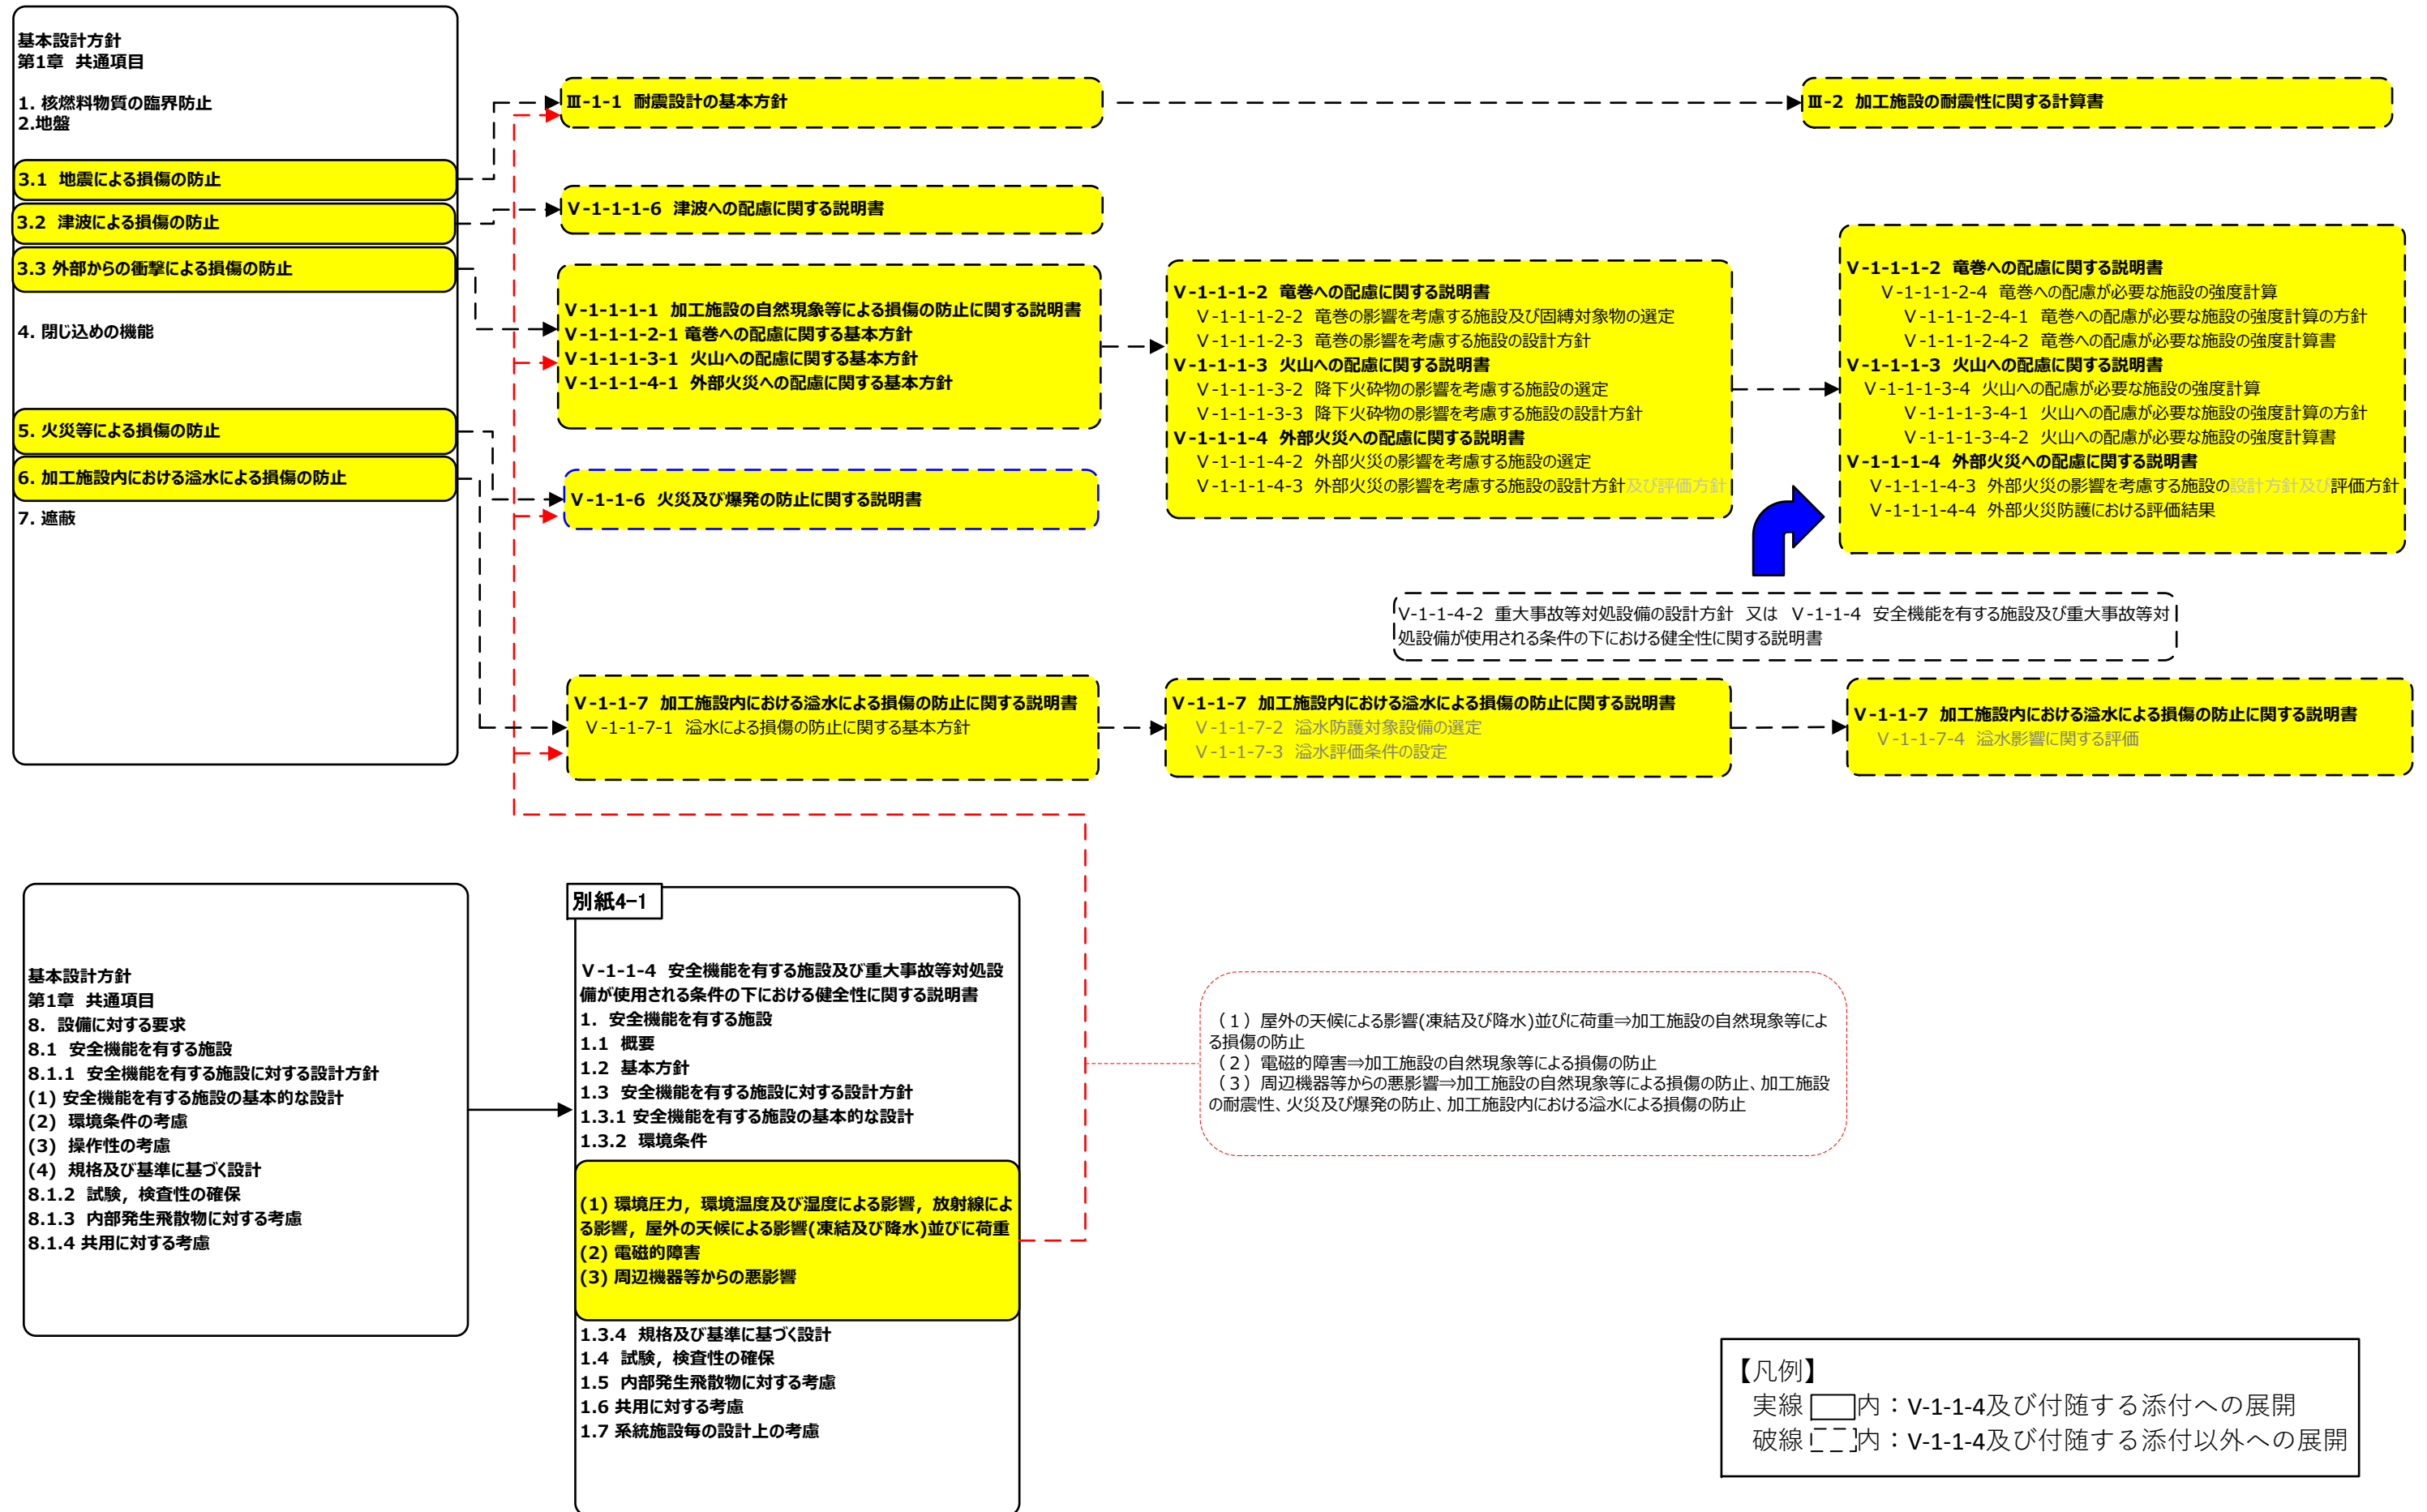 基本設計方針
第1章 共通項目
1. 核燃料物質の臨界防止
2.地盤
3.1 地震による損傷の防止
3.2 津波による損傷の防止
3.3 外部からの衝撃による損傷の防止
4. 閉じ込めの機能
5. 火災等による損傷の防止
6. 加工施設内における溢水による損傷の防止
7. 遮蔽
Ⅲ-1-1 耐震設計の基本方針
Ⅲ-2 加工施設の耐震性に関する計算書
Ⅴ-1-1-1-6 津波への配慮に関する説明書
Ⅴ-1-1-1-1 加工施設の自然現象等による損傷の防止に関する説明書
Ⅴ-1-1-1-2-1 竜巻への配慮に関する基本方針
Ⅴ-1-1-1-3-1 火山への配慮に関する基本方針
Ⅴ-1-1-1-4-1 外部火災への配慮に関する基本方針
Ⅴ-1-1-1-2 竜巻への配慮に関する説明書
Ⅴ-1-1-1-2-2 竜巻の影響を考慮する施設及び固縛対象物の選定
Ⅴ-1-1-1-2-3 竜巻の影響を考慮する施設の設計方針
Ⅴ-1-1-1-3 火山への配慮に関する説明書
Ⅴ-1-1-1-3-2 降下火砕物の影響を考慮する施設の選定
Ⅴ-1-1-1-3-3 降下火砕物の影響を考慮する施設の設計方針
Ⅴ-1-1-1-4 外部火災への配慮に関する説明書
Ⅴ-1-1-1-4-2 外部火災の影響を考慮する施設の選定
Ⅴ-1-1-1-4-3 外部火災の影響を考慮する施設の設計方針及び評価方針
Ⅴ-1-1-1-2 竜巻への配慮に関する説明書
Ⅴ-1-1-1-2-4 竜巻への配慮が必要な施設の強度計算
Ⅴ-1-1-1-2-4-1 竜巻への配慮が必要な施設の強度計算の方針
Ⅴ-1-1-1-2-4-2 竜巻への配慮が必要な施設の強度計算書
Ⅴ-1-1-1-3 火山への配慮に関する説明書
Ⅴ-1-1-1-3-4 火山への配慮が必要な施設の強度計算
Ⅴ-1-1-1-3-4-1 火山への配慮が必要な施設の強度計算の方針
Ⅴ-1-1-1-3-4-2 火山への配慮が必要な施設の強度計算書
Ⅴ-1-1-1-4 外部火災への配慮に関する説明書
Ⅴ-1-1-1-4-3 外部火災の影響を考慮する施設の設計方針及び評価方針
Ⅴ-1-1-1-4-4 外部火災防護における評価結果
Ⅴ-1-1-6 火災及び爆発の防止に関する説明書
V-1-1-4-2 重大事故等対処設備の設計方針 又は Ⅴ-1-1-4 安全機能を有する施設及び重大事故等対
処設備が使用される条件の下における健全性に関する説明書
Ⅴ-1-1-7 加工施設内における溢水による損傷の防止に関する説明書
Ⅴ-1-1-7-1 溢水による損傷の防止に関する基本方針
Ⅴ-1-1-7 加工施設内における溢水による損傷の防止に関する説明書
Ⅴ-1-1-7-2 溢水防護対象設備の選定
Ⅴ-1-1-7-3 溢水評価条件の設定
Ⅴ-1-1-7 加工施設内における溢水による損傷の防止に関する説明書
Ⅴ-1-1-7-4 溢水影響に関する評価
基本設計方針
第1章 共通項目
8. 設備に対する要求
8.1 安全機能を有する施設
8.1.1 安全機能を有する施設に対する設計方針
(1) 安全機能を有する施設の基本的な設計
(2) 環境条件の考慮
(3) 操作性の考慮
(4) 規格及び基準に基づく設計
8.1.2 試験，検査性の確保
8.1.3 内部発生飛散物に対する考慮
8.1.4 共用に対する考慮
別紙4-1
Ⅴ-1-1-4 安全機能を有する施設及び重大事故等対処設
備が使用される条件の下における健全性に関する説明書
1. 安全機能を有する施設
1.1 概要
1.2 基本方針
1.3 安全機能を有する施設に対する設計方針
1.3.1 安全機能を有する施設の基本的な設計
1.3.2 環境条件
(1) 環境圧力，環境温度及び湿度による影響，放射線によ
る影響，屋外の天候による影響(凍結及び降水)並びに荷重
(2) 電磁的障害
(3) 周辺機器等からの悪影響
1.3.4 規格及び基準に基づく設計
1.4 試験，検査性の確保
1.5 内部発生飛散物に対する考慮
1.6 共用に対する考慮
1.7 系統施設毎の設計上の考慮
（1）屋外の天候による影響(凍結及び降水)並びに荷重⇒加工施設の自然現象等によ
る損傷の防止
（2）電磁的障害⇒加工施設の自然現象等による損傷の防止
（3）周辺機器等からの悪影響⇒加工施設の自然現象等による損傷の防止、加工施設
の耐震性、火災及び爆発の防止、加工施設内における溢水による損傷の防止
【凡例】
実線 内：V-1-1-4及び付随する添付への展開
破線 内：V-1-1-4及び付随する添付以外への展開